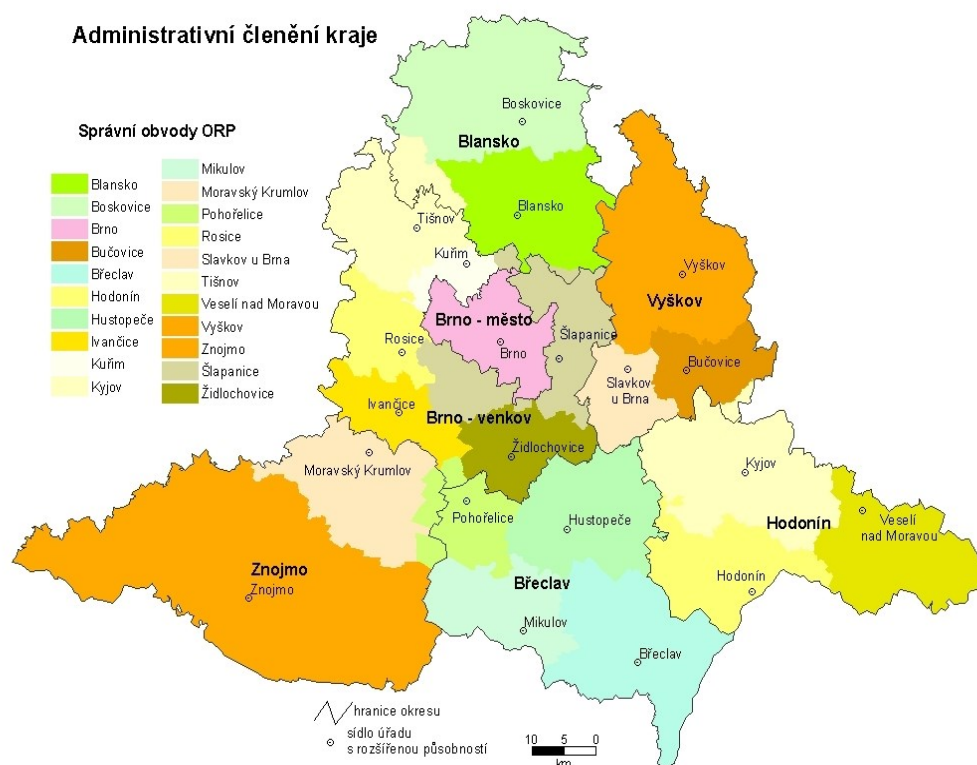 Administrativní členění kraje
Správní obvody ORP
Blansko
Boskovice
Brno
Bučovice
Břeclav
Hodonín
Hustopeče
Ivančice
Kuřim
Kyjov
Mikulov
Moravský Krumlov
Pohořelice
Rosice
Slavkov u Brna
Tišnov
Veselí nad Moravou
Vyškov
Znojmo
Šlapanice
Židlochovice
Boskovice
Blansko
Blansko
Tišnov
Kuřim
Vyškov
Vyškov
Brno - město
Brno
Šlapanice
Rosice
Slavkov
u Brna
Bučovice
Ivančice
Brno - venkov
Židlochovice
Moravský Krumlov
Kyjov
Pohořelice
Hustopeče
Hodonín
Veselí
nad Moravou
Znojmo
Znojmo
Břeclav
Hodonín
Mikulov
Břeclav
hranice okresu
sídlo úřadu
s rozšířenou působností
10 5 0
km